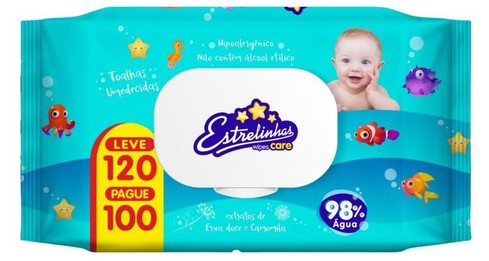 Hipoalergênico
Não contém álcool etílico
Toalhas
Umedecidas
Estrelinhas
wipes care
LEVE
120
PAGUE
100
extratos de
Erva doce e Camomila
98%
Água